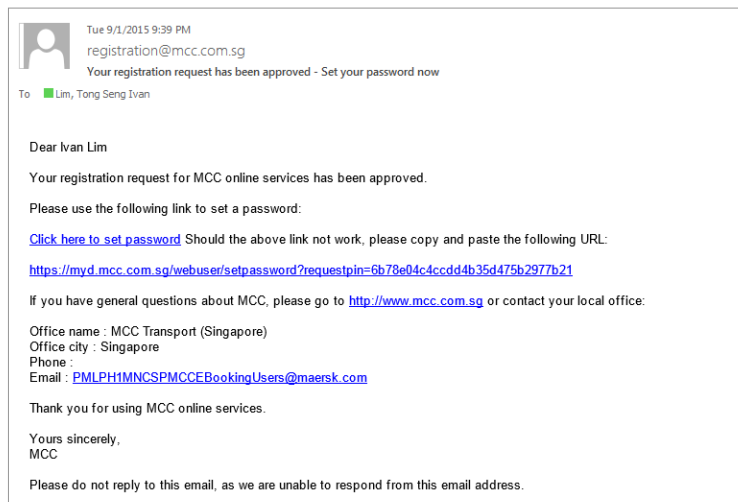 Tue 9/1/2015 9:39 PM
registration@mcc.com.sg
Your registration request has been approved - Set your password now
To Lim, Tong Seng Ivan
Dear Ivan Lim
Your registration request for MCC online services has been approved.
Please use the following link to set a password:
Click here to set password Should the above link not work, please copy and paste the following URL:
https://myd.mcc.com.sg/webuser/setpassword?requestpin=6b78e04c4ccdd4b35d475b2977b21
If you have general questions about MCC, please go to http://www.mcc.com.sg or contact your local office:
Office name : MCC Transport (Singapore)
Office city : Singapore
Phone :
Email : PMLPH1MNCSPMCCEBookingUsers@maersk.com
Thank you for using MCC online services.
Yours sincerely,
MCC
Please do not reply to this email, as we are unable to respond from this email address.